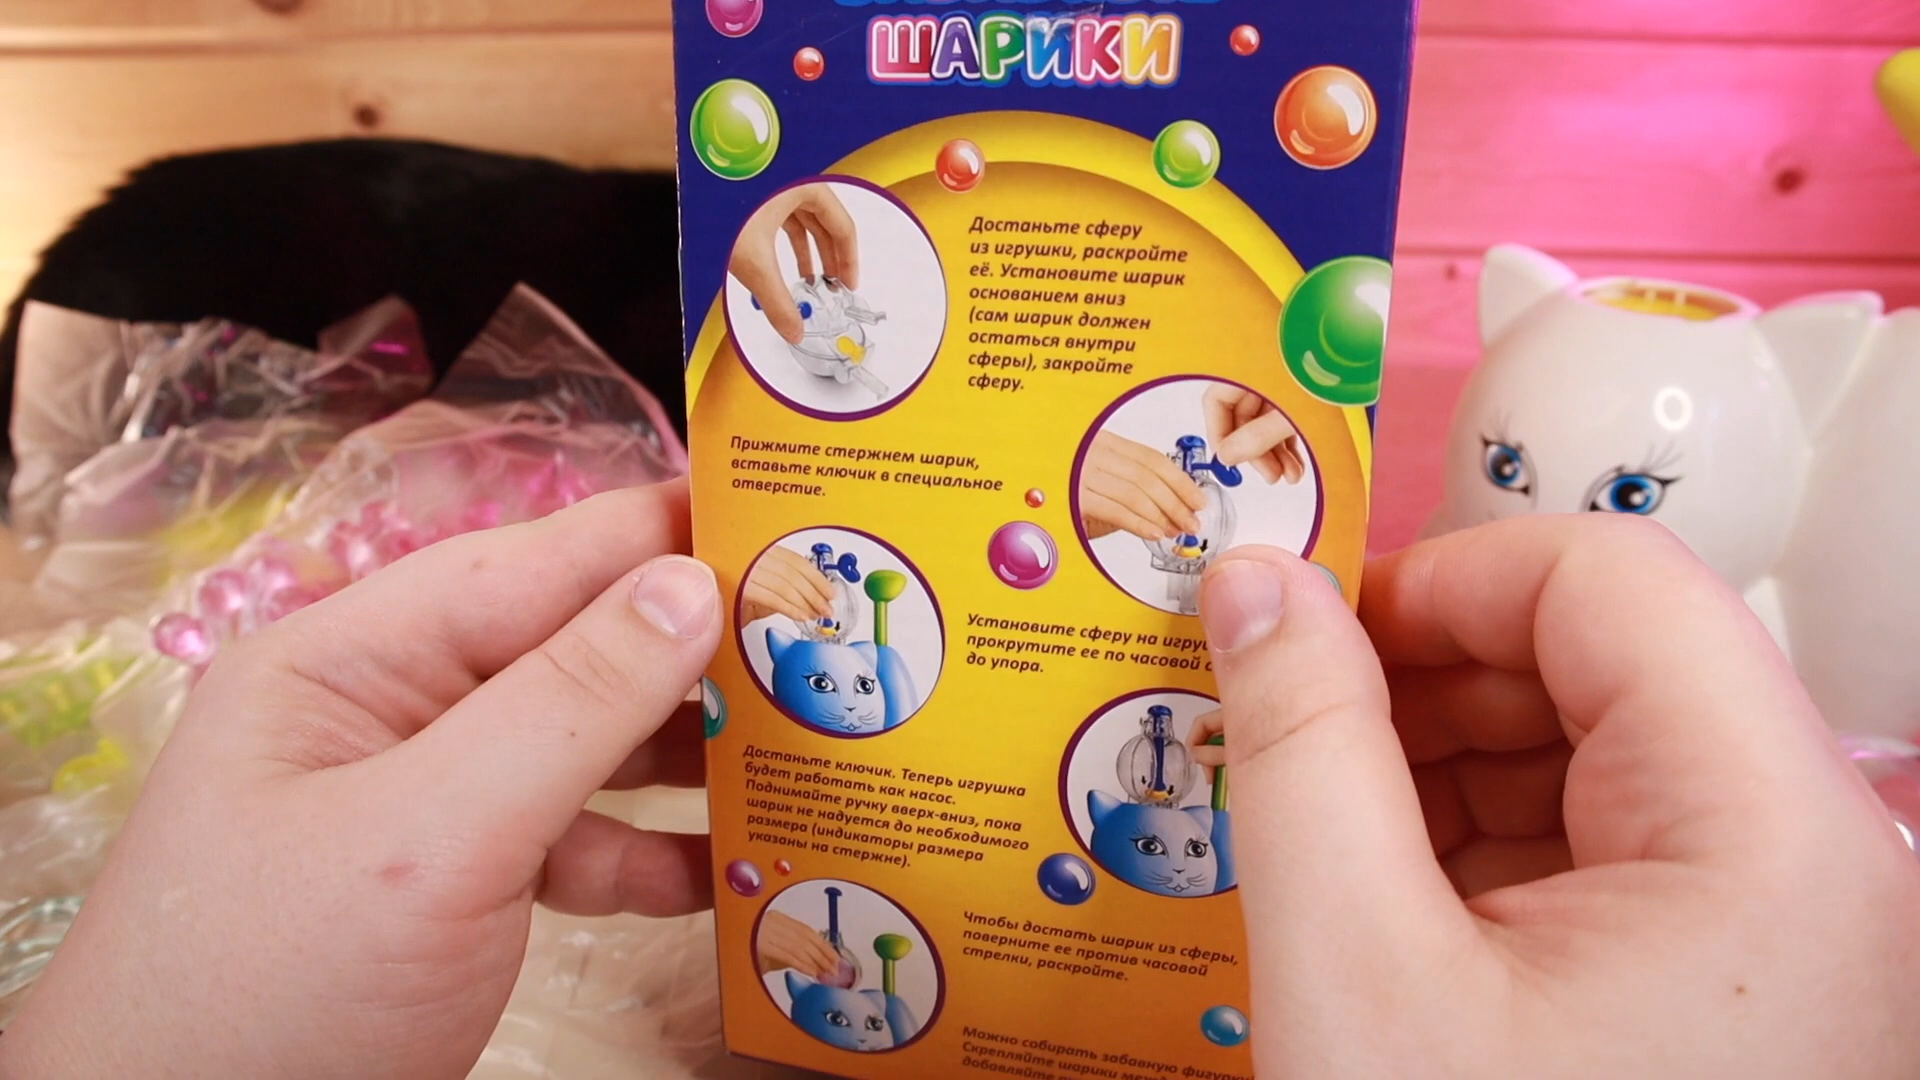 ШАРИКИ
Достаньте сферу
из игрушки, раскройте
её. Установите шарик
основанием вниз
(сам шарик должен
остаться внутри
сферы), закройте
сферу.
Прижмите стержнем шарик,
вставьте ключик в специальное
отверстие.
Установите сферу на
прокрутите ее по часовой
до упора.
Достаньте ключик. Теперь игрушка
будет работать как насос.
Поднимайте ручку вверх-вниз, пока
шарик не надуется до необходимого
размера (индикаторы размера
указаны на стержне).
Чтобы достать шарик из сферы,
поверните ее против часовой
стрелки, раскройте.
Можно собирать забавную
Скрепляйте шарики